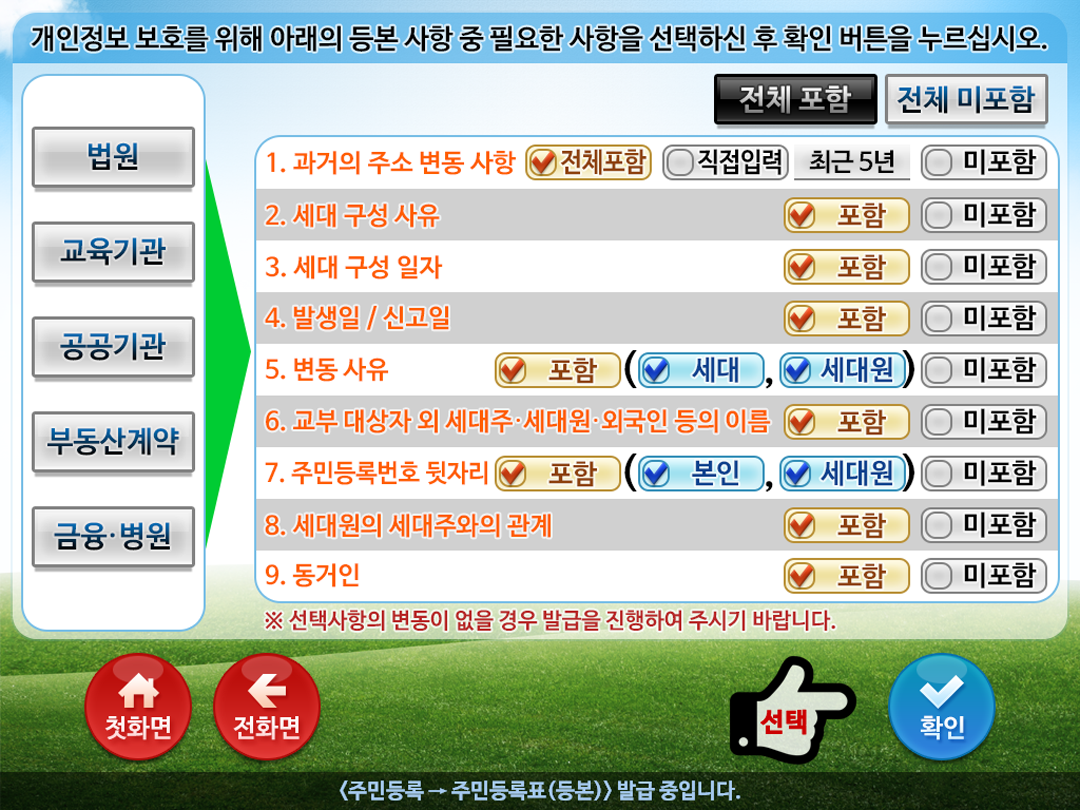 개인정보 보호를 위해 아래의 등본 사항 중 필요한 사항을 선택하신 후 확인 버튼을 누르십시오.
전체 포함 전체 미포함
법원
교육기관
공공기관
부동산계약
금융·병원
1. 과거의 주소 변동 사항 전체포함 직접입력 최근 5년 미포함
2. 세대 구성 사유 포함 미포함
3. 세대 구성 일자 포함 미포함
4. 발생일 / 신고일 포함 미포함
5. 변동 사유 포함 (세대, 세대원) 미포함
6. 교부 대상자 외 세대주·세대원·외국인 등의 이름 포함 미포함
7. 주민등록번호 뒷자리 포함 (본인, 세대원) 미포함
8. 세대원의 세대주와의 관계 포함 미포함
9. 동거인 포함 미포함
※ 선택사항의 변동이 없을 경우 발급을 진행하여 주시기 바랍니다.
첫화면 전화면 선택 확인
〈주민등록 → 주민등록표(등본)〉 발급 중입니다.